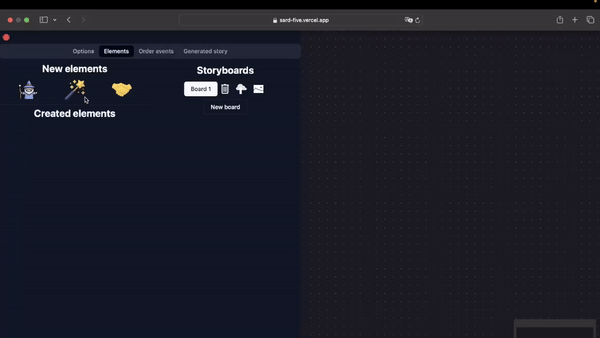 sard-five.vercel.app
Options Elements Order events Generated story
New elements
Storyboards
Board 1
New board
Created elements